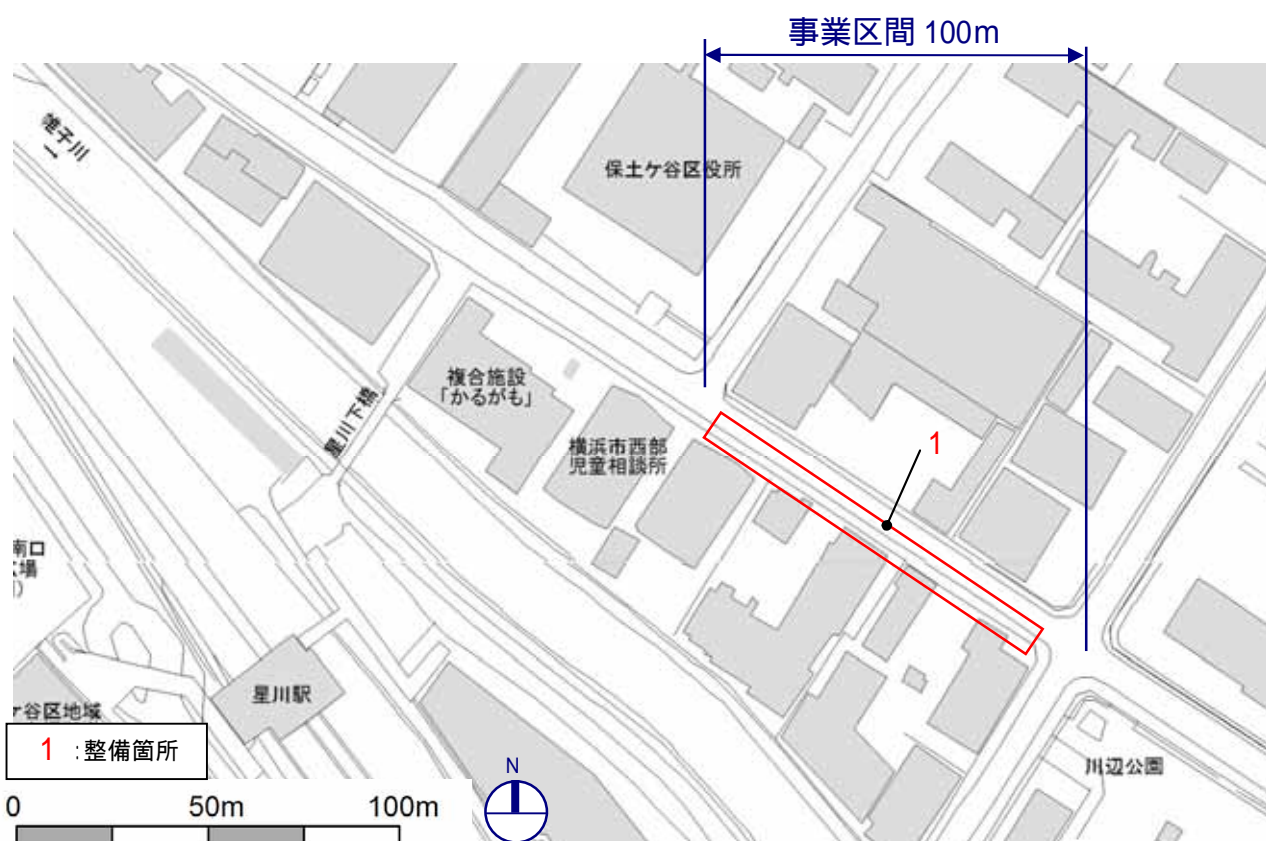 事業区間 100m
帷子川
→
保土ケ谷区役所
複合施設
「かるがも」
星川下橋
横浜市西部
児童相談所
1
南口
星川駅
ケ谷区地域
1 :整備箇所
川辺公園
N
0 50m 100m